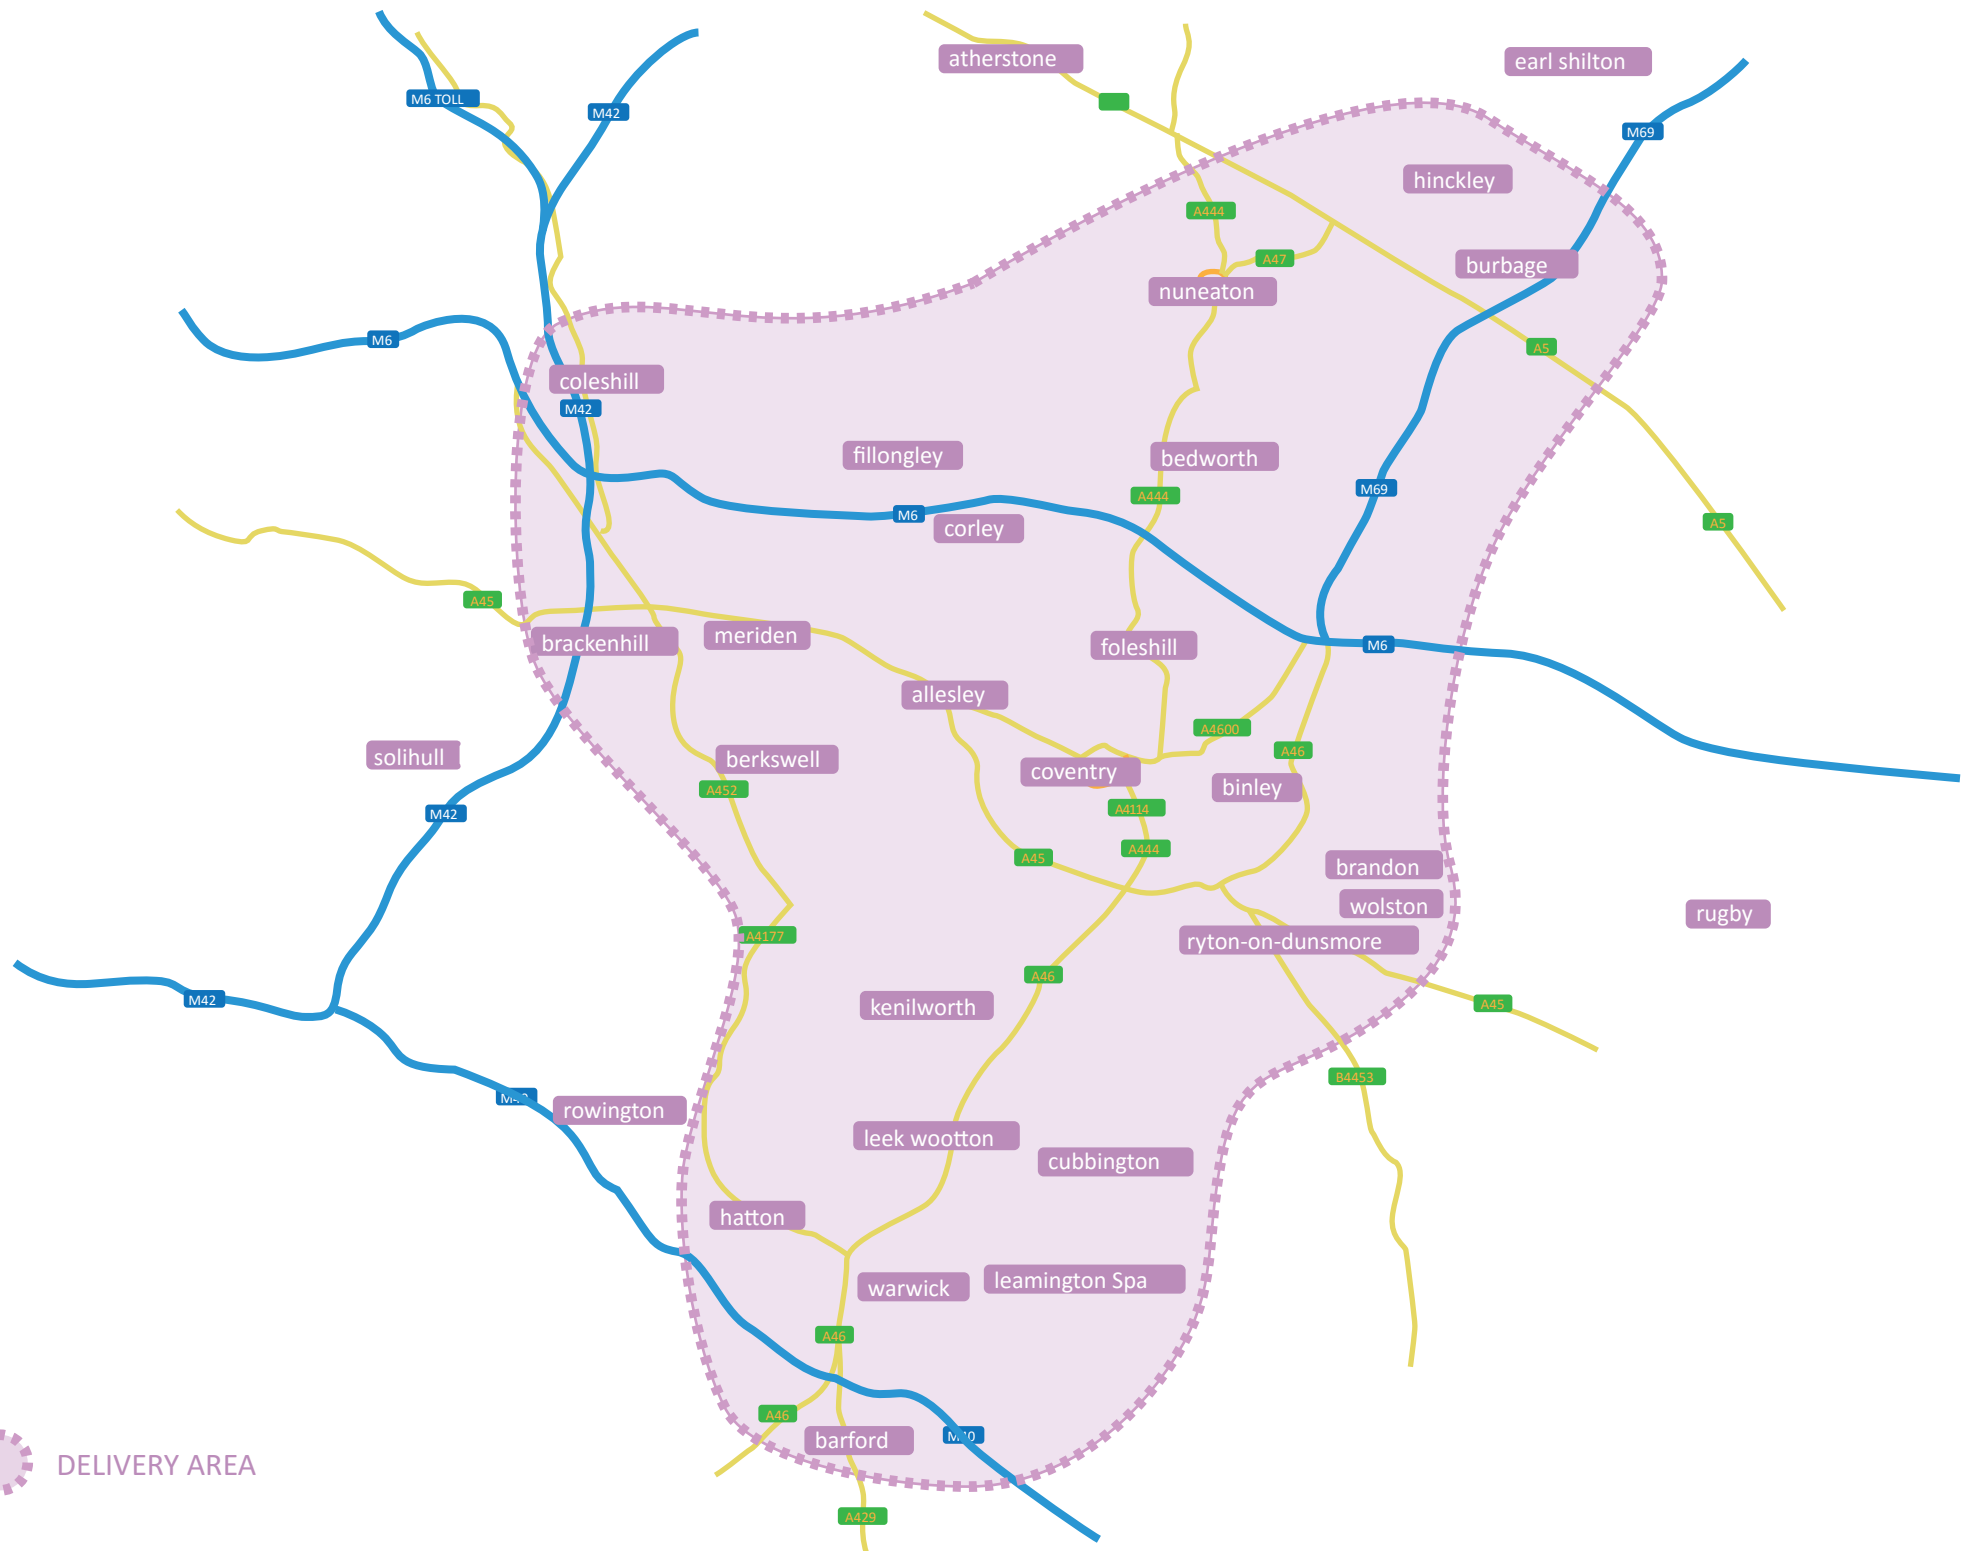 atherstone
earl shilton
M6 TOLL
M42
M69
hinckley
A444
A47
burbage
nuneaton
M6
A5
coleshill
M42
fillongley
bedworth
M69
A444
M6
corley
A5
A45
brackenhill
meriden
foleshill
M6
allesley
A4600
solihull
berkswell
A46
coventry
binley
A452
A4114
M42
A444
A45
brandon
wolston
rugby
A4177
ryton-on-dunsmore
A46
M42
kenilworth
A45
B4453
rowington
leek wootton
cubbington
hatton
warwick
leamington Spa
A46
A46
barford
M40
DELIVERY AREA
A429